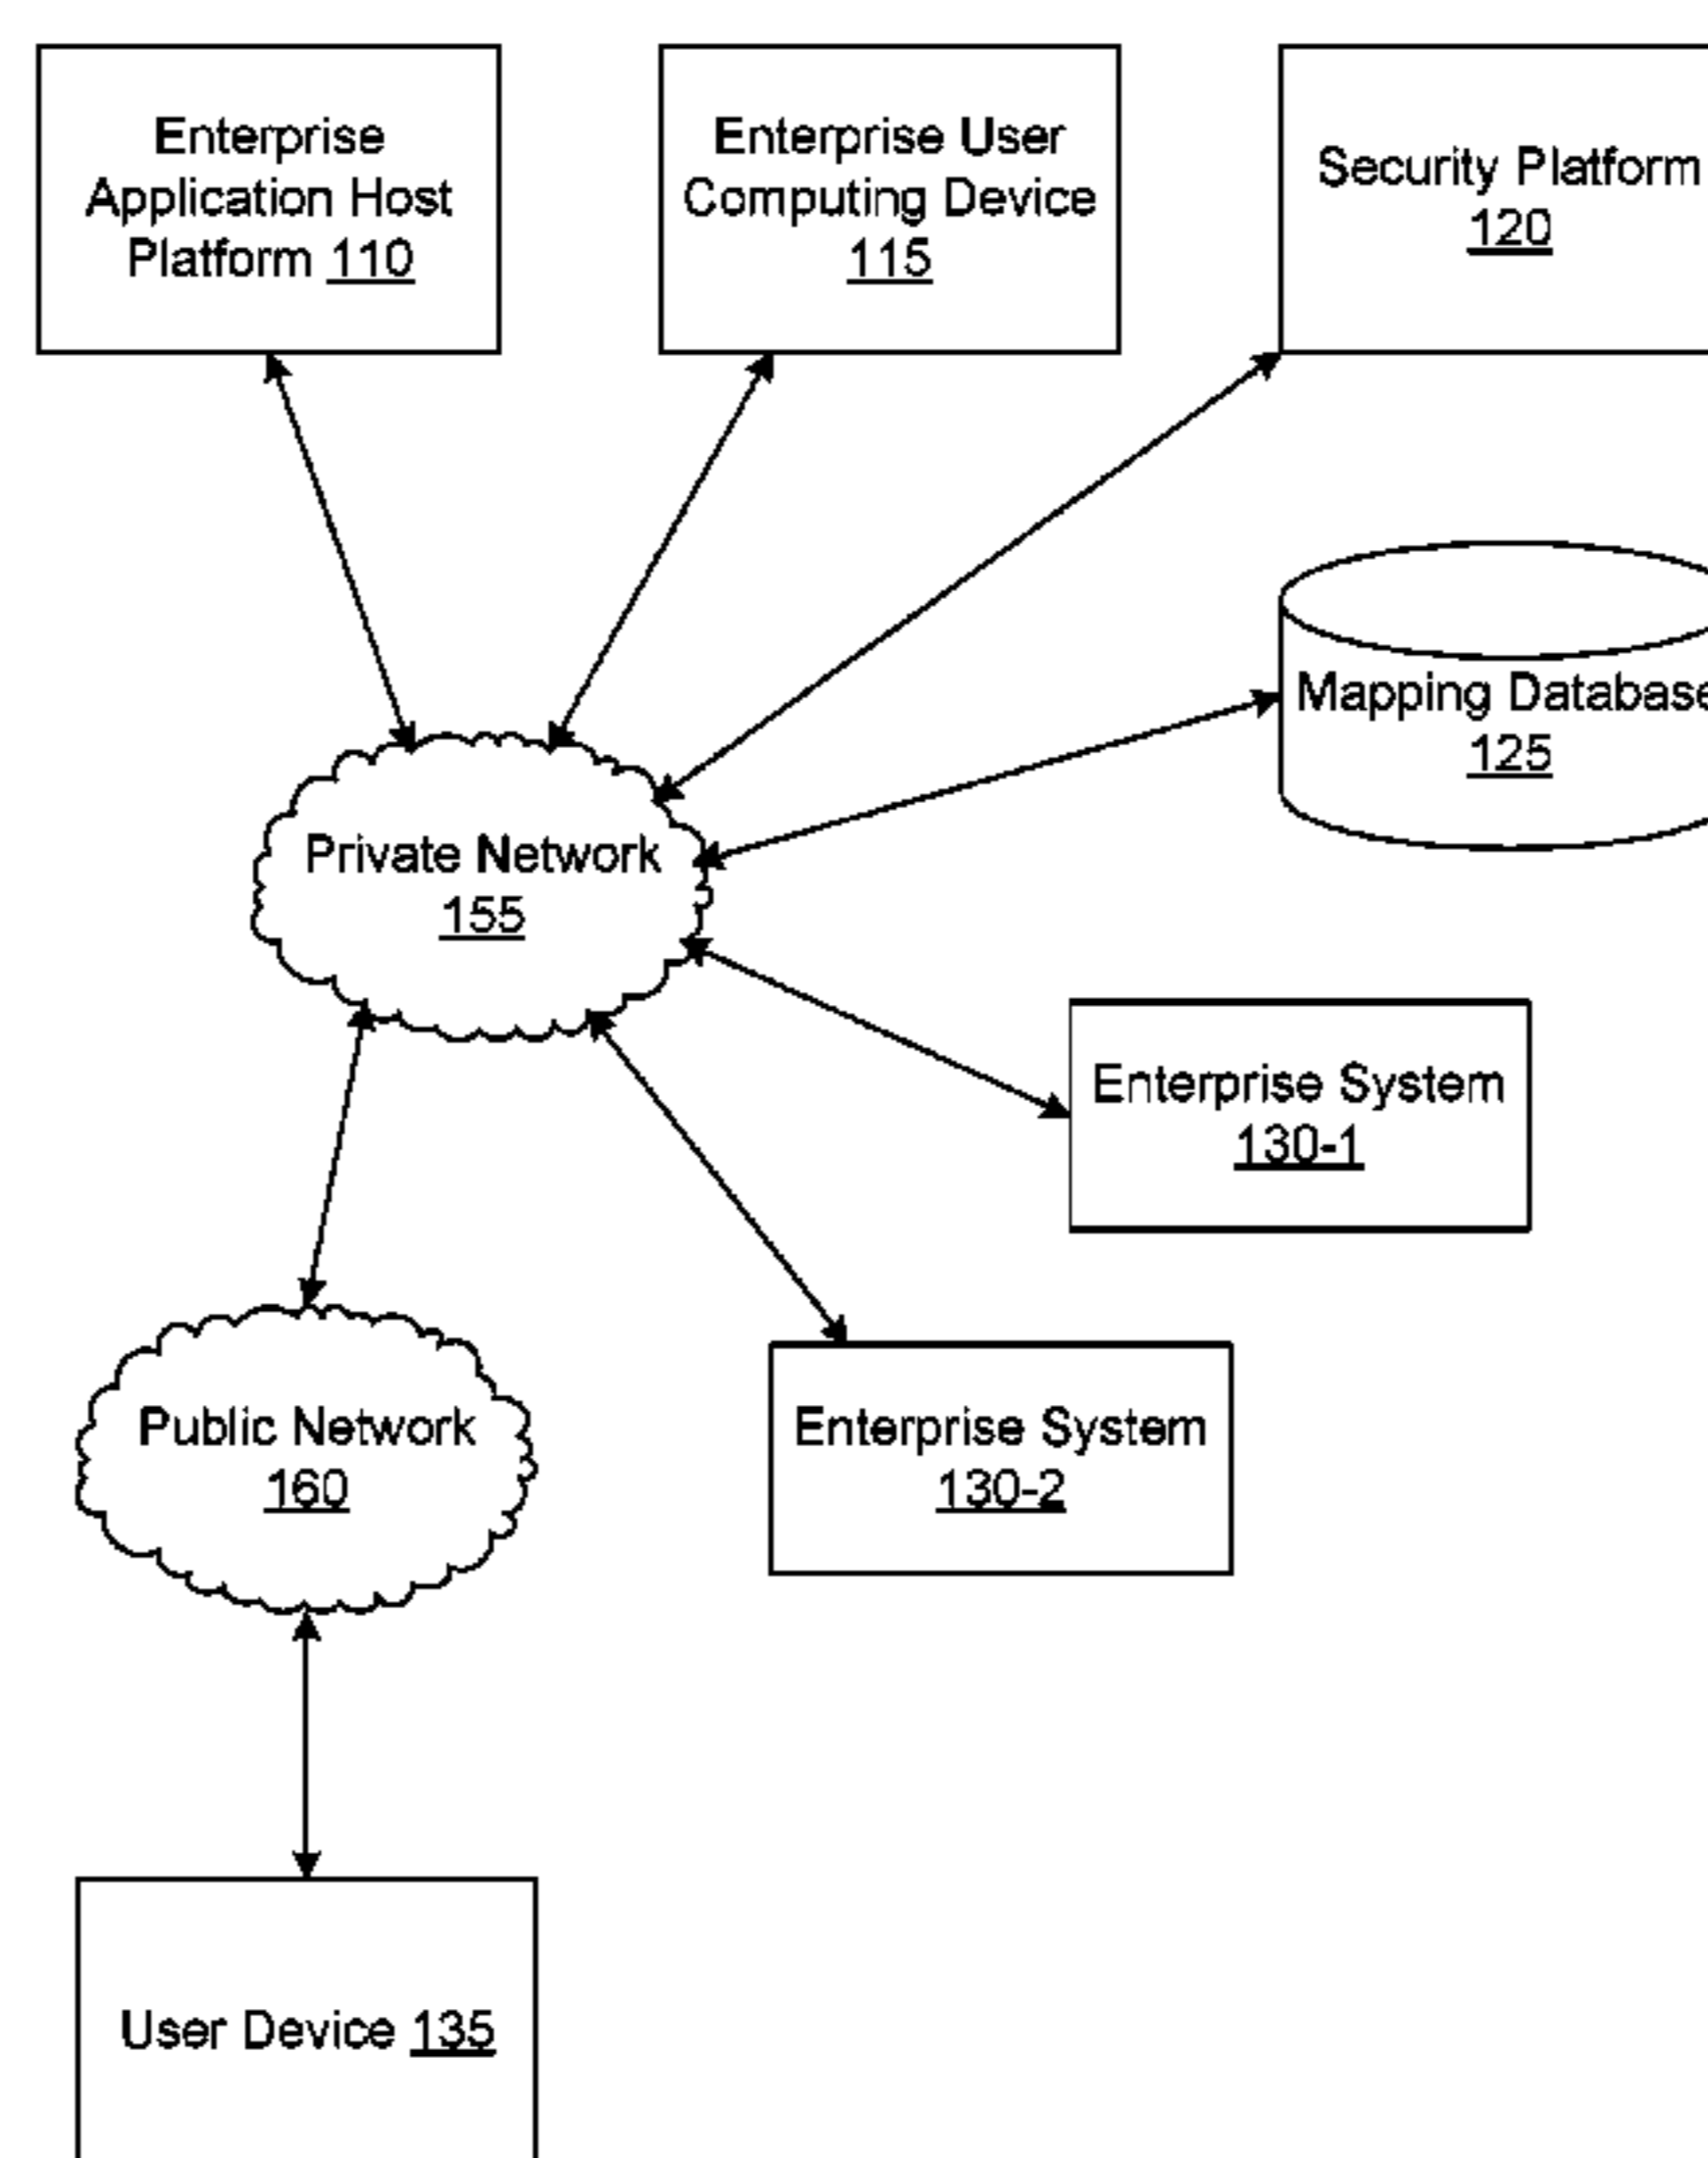 Enterprise
Application Host
Platform 110
Enterprise User
Computing Device
115
Security Platform
120
Mapping Database
125
Private Network
155
Enterprise System
130-1
Public Network
160
Enterprise System
130-2
User Device 135